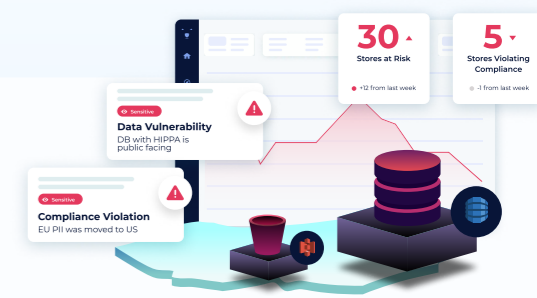 30
Stores at Risk
+12 from last week
5
Stores Violating
Compliance
-1 from last week
Sensitive
Data Vulnerability
DB with HIPPA is
public facing
Sensitive
Compliance Violation
EU PII was moved to US